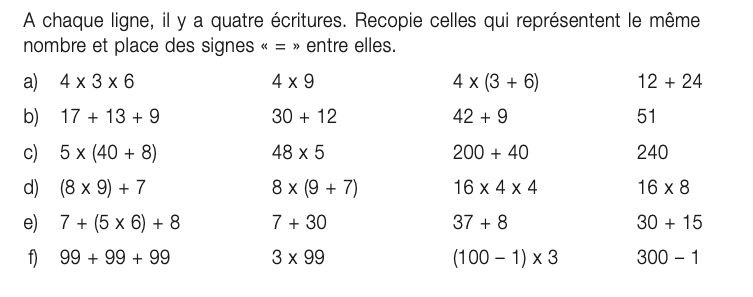 A chaque ligne, il y a quatre écritures. Recopie celles qui représentent le même
nombre et place des signes « = » entre elles.
a) 4 x 3 x 6 4 x 9 4 x (3 + 6) 12 + 24
b) 17 + 13 + 9 30 + 12 42 + 9 51
c) 5 x (40 + 8) 48 x 5 200 + 40 240
d) (8 x 9) + 7 8 x (9 + 7) 16 x 4 x 4 16 x 8
e) 7 + (5 x 6) + 8 7 + 30 37 + 8 30 + 15
f) 99 + 99 + 99 3 x 99 (100 – 1) x 3 300 – 1